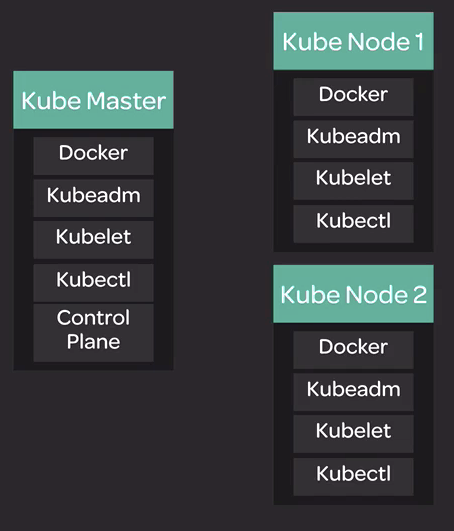 Kube Master
Docker
Kubeadm
Kubelet
Kubectl
Control
Plane
Kube Node 1
Docker
Kubeadm
Kubelet
Kubectl
Kube Node 2
Docker
Kubeadm
Kubelet
Kubectl